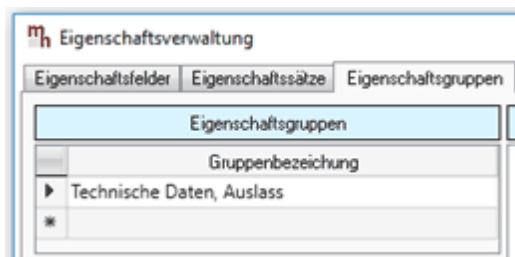 mh Eigenschaftsverwaltung
Eigenschaftsfelder Eigenschaftssätze Eigenschaftsgruppen
Eigenschaftsgruppen
Gruppenbezeichung
Technische Daten, Auslass